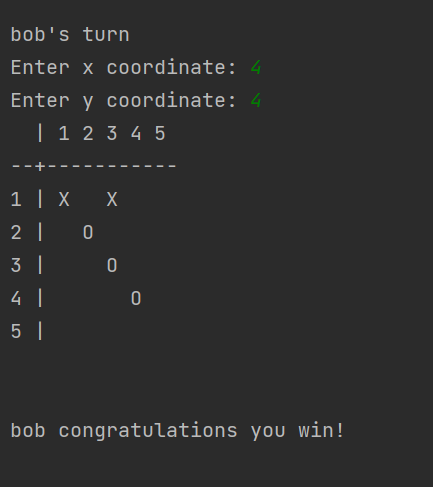 bob's turn
Enter x coordinate: 4
Enter y coordinate: 4
  | 1 2 3 4 5
--+-----------
1 | X   X
2 |   O
3 |     O
4 |       O
5 |
bob congratulations you win!